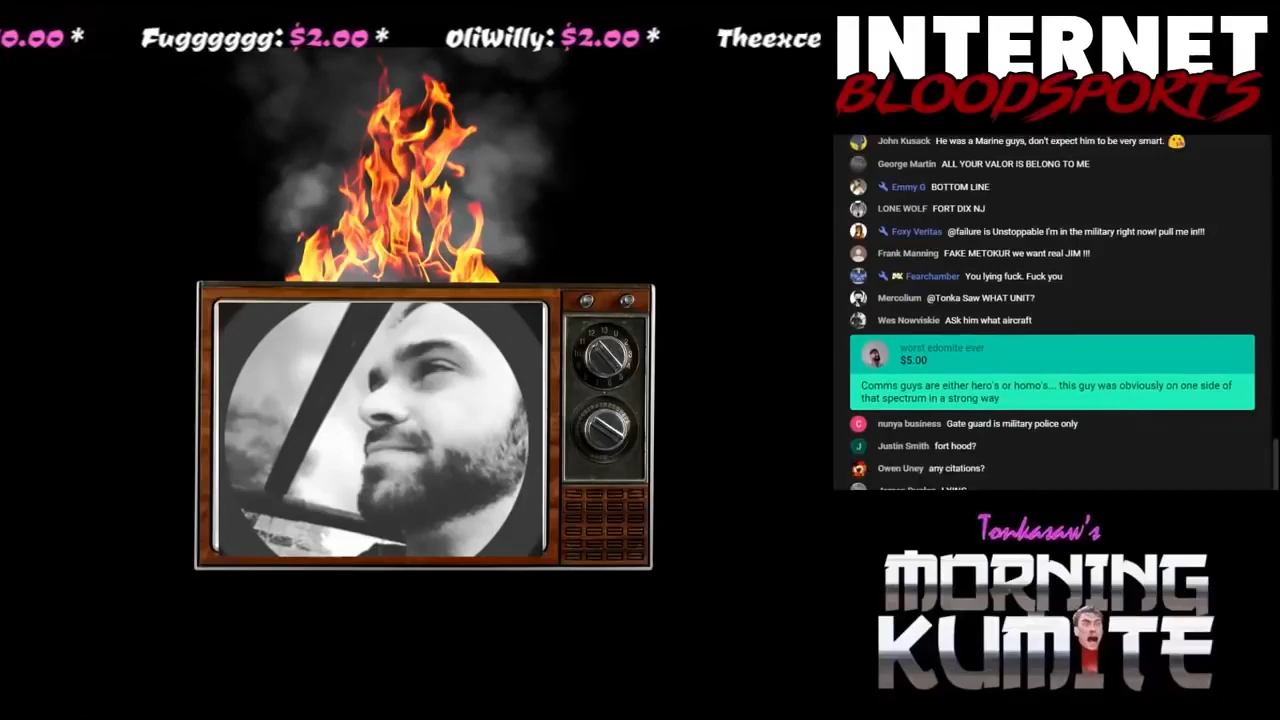 0.00 * Fugggggg: $2.00 * OliWilly: $2.00 * Theexce
INTERNET
BLOODSPORTS
John Kusack He was a Marine guys, don't expect him to be very smart.
George Martin ALL YOUR VALOR IS BELONG TO ME
Emmy G BOTTOM LINE
LONE WOLF FORT DIX NJ
Foxy Veritas @failure is Unstoppable I'm in the military right now! pull me in!!!
Frank Manning FAKE METOKUR we want real JIM !!!
Fearchamber You lying fuck. Fuck you
Mercolium @Tonka Saw WHAT UNIT?
Wes Nowviskie ASk him what aircraft
worst edomite ever
$5.00
Comms guys are either hero's or homo's... this guy was obviously on one side of
that spectrum in a strong way
C nunya business Gate guard is military police only
J Justin Smith fort hood?
Owen Uney any citations?
Tonkasaw's
MORNING
KUMITE